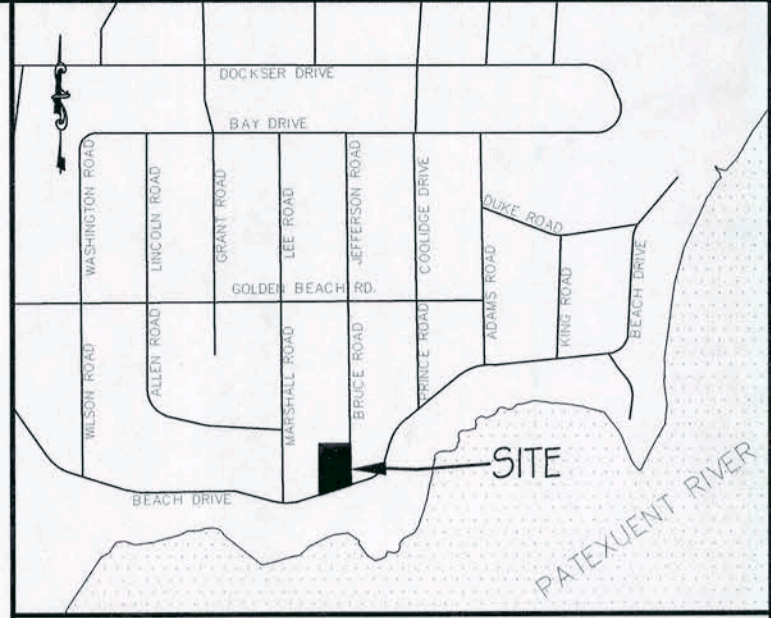 DOCKSER DRIVE
BAY DRIVE
WASHINGTON ROAD
LINCOLN ROAD
GRANT ROAD
LEE ROAD
JEFFERSON ROAD
COOLIDGE DRIVE
DUKE ROAD
ADAMS ROAD
KING ROAD
BEACH DRIVE
GOLDEN BEACH RD.
WILSON ROAD
ALLEN ROAD
MARSHALL ROAD
BRUCE ROAD
PRINCE ROAD
SITE
BEACH DRIVE
PATEXUENT RIVER